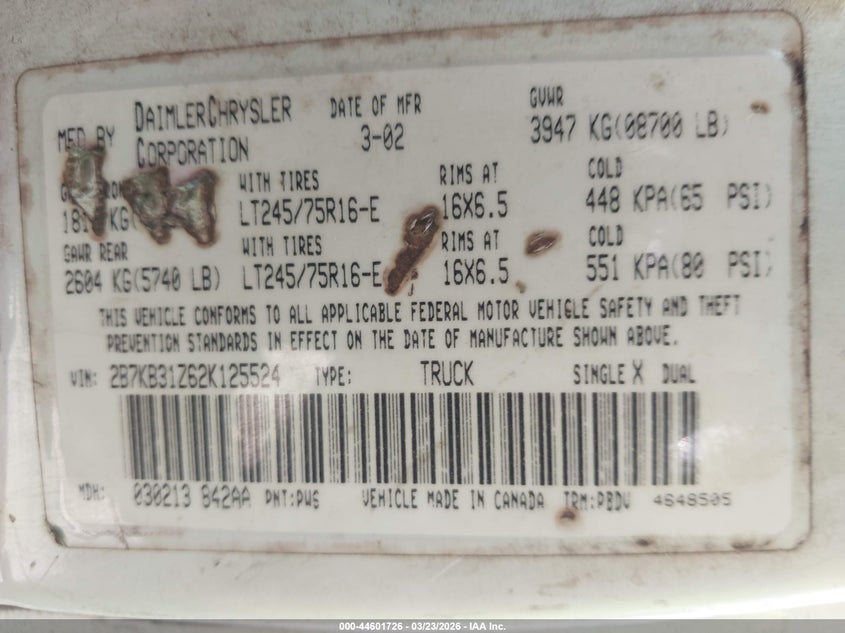 MFD BY DAIMLERCHRYSLER CORPORATION DATE OF MFR 3-02 GVWR 3947 KG(08700 LB)
WITH TIRES RIMS AT COLD
KG( LT245/75R16-E 16X6.5 448 KPA(65 PSI)
GAWR REAR WITH TIRES RIMS AT COLD
2604 KG(5740 LB) LT245/75R16-E 16X6.5 551 KPA(80 PSI)
THIS VEHICLE CONFORMS TO ALL APPLICABLE FEDERAL MOTOR VEHICLE SAFETY AND THEFT
PREVENTION STANDARDS IN EFFECT ON THE DATE OF MANUFACTURE SHOWN ABOVE.
VIN: 2B7KB31Z62K125524 TYPE: TRUCK SINGLE X DUAL
MDH: 030213 842AA PNT:PW6 VEHICLE MADE IN CANADA TRM:PBDV 4648505
000-44601726 - 03/23/2026 - IAA Inc.